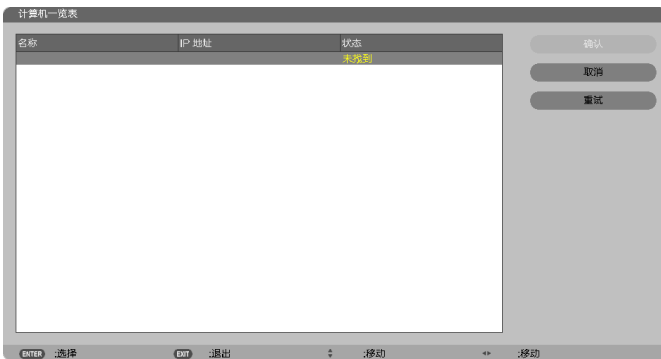 计算机一览表
名称 IP 地址 状态
未找到
确认
取消
重试
ENTER :选择 EXIT :退出 :移动 :移动